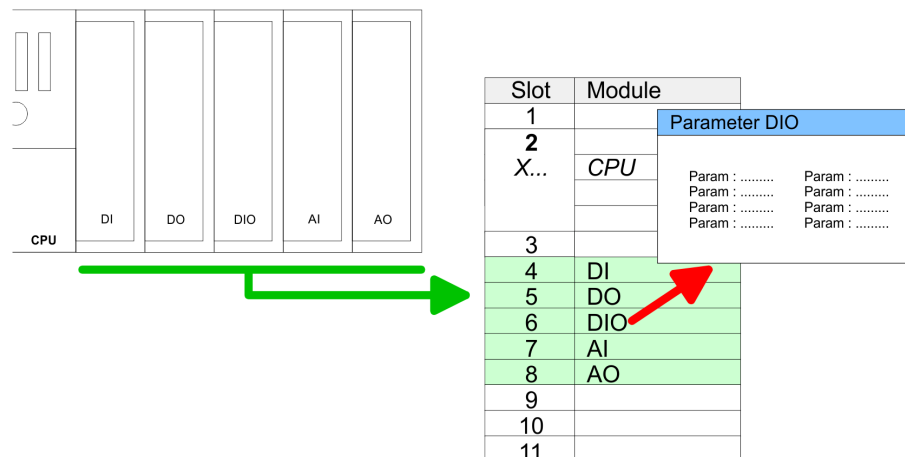 DI DO DIO AI AO
CPU
Slot Module
1
2
X... CPU
3
4 DI
5 DO
6 DIO
7 AI
8 AO
9
10
11
Parameter DIO
Param : ......... Param : .........
Param : ......... Param : .........
Param : ......... Param : .........
Param : ......... Param : .........